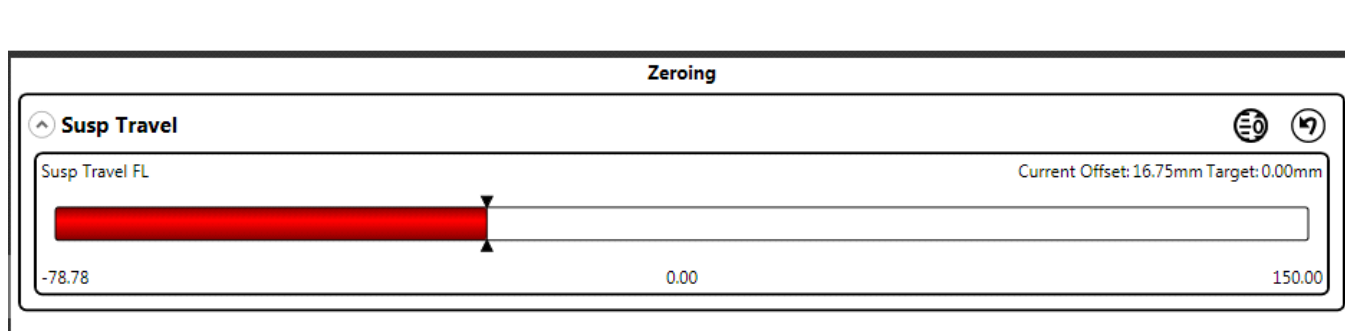 Zeroing
Susp Travel
Susp Travel FL
Current Offset: 16.75mm Target: 0.00mm
-78.78 0.00 150.00